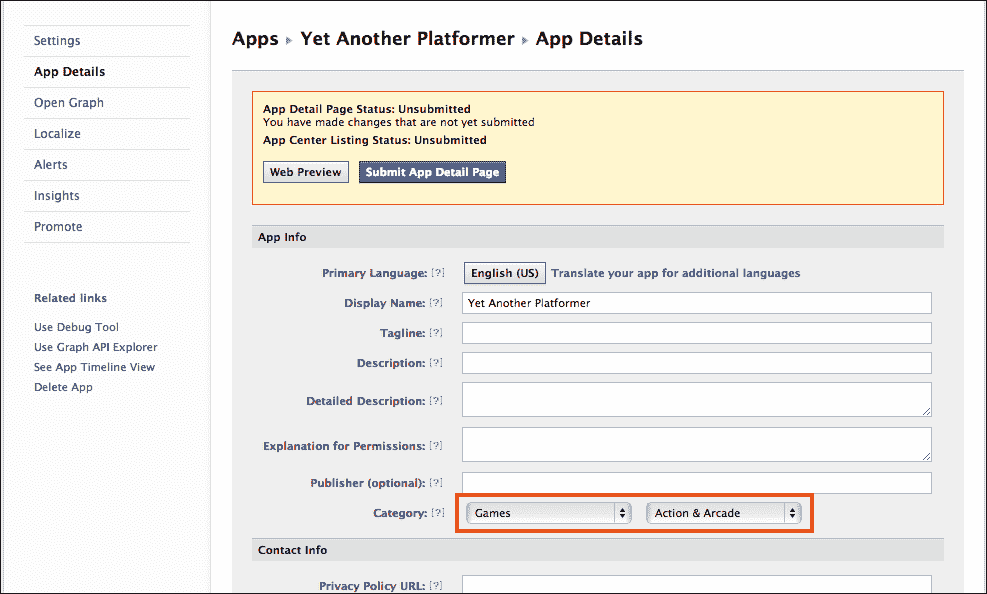 Settings
App Details
Open Graph
Localize
Alerts
Insights
Promote
Related links
Use Debug Tool
Use Graph API Explorer
See App Timeline View
Delete App
Apps ▸ Yet Another Platformer ▸ App Details
App Detail Page Status: Unsubmitted
You have made changes that are not yet submitted
App Center Listing Status: Unsubmitted
Web Preview Submit App Detail Page
App Info
Primary Language: [?] English (US) Translate your app for additional languages
Display Name: [?] Yet Another Platformer
Tagline: [?]
Description: [?]
Detailed Description: [?]
Explanation for Permissions: [?]
Publisher (optional): [?]
Category: [?] Games Action & Arcade
Contact Info
Privacy Policy URL: [?]